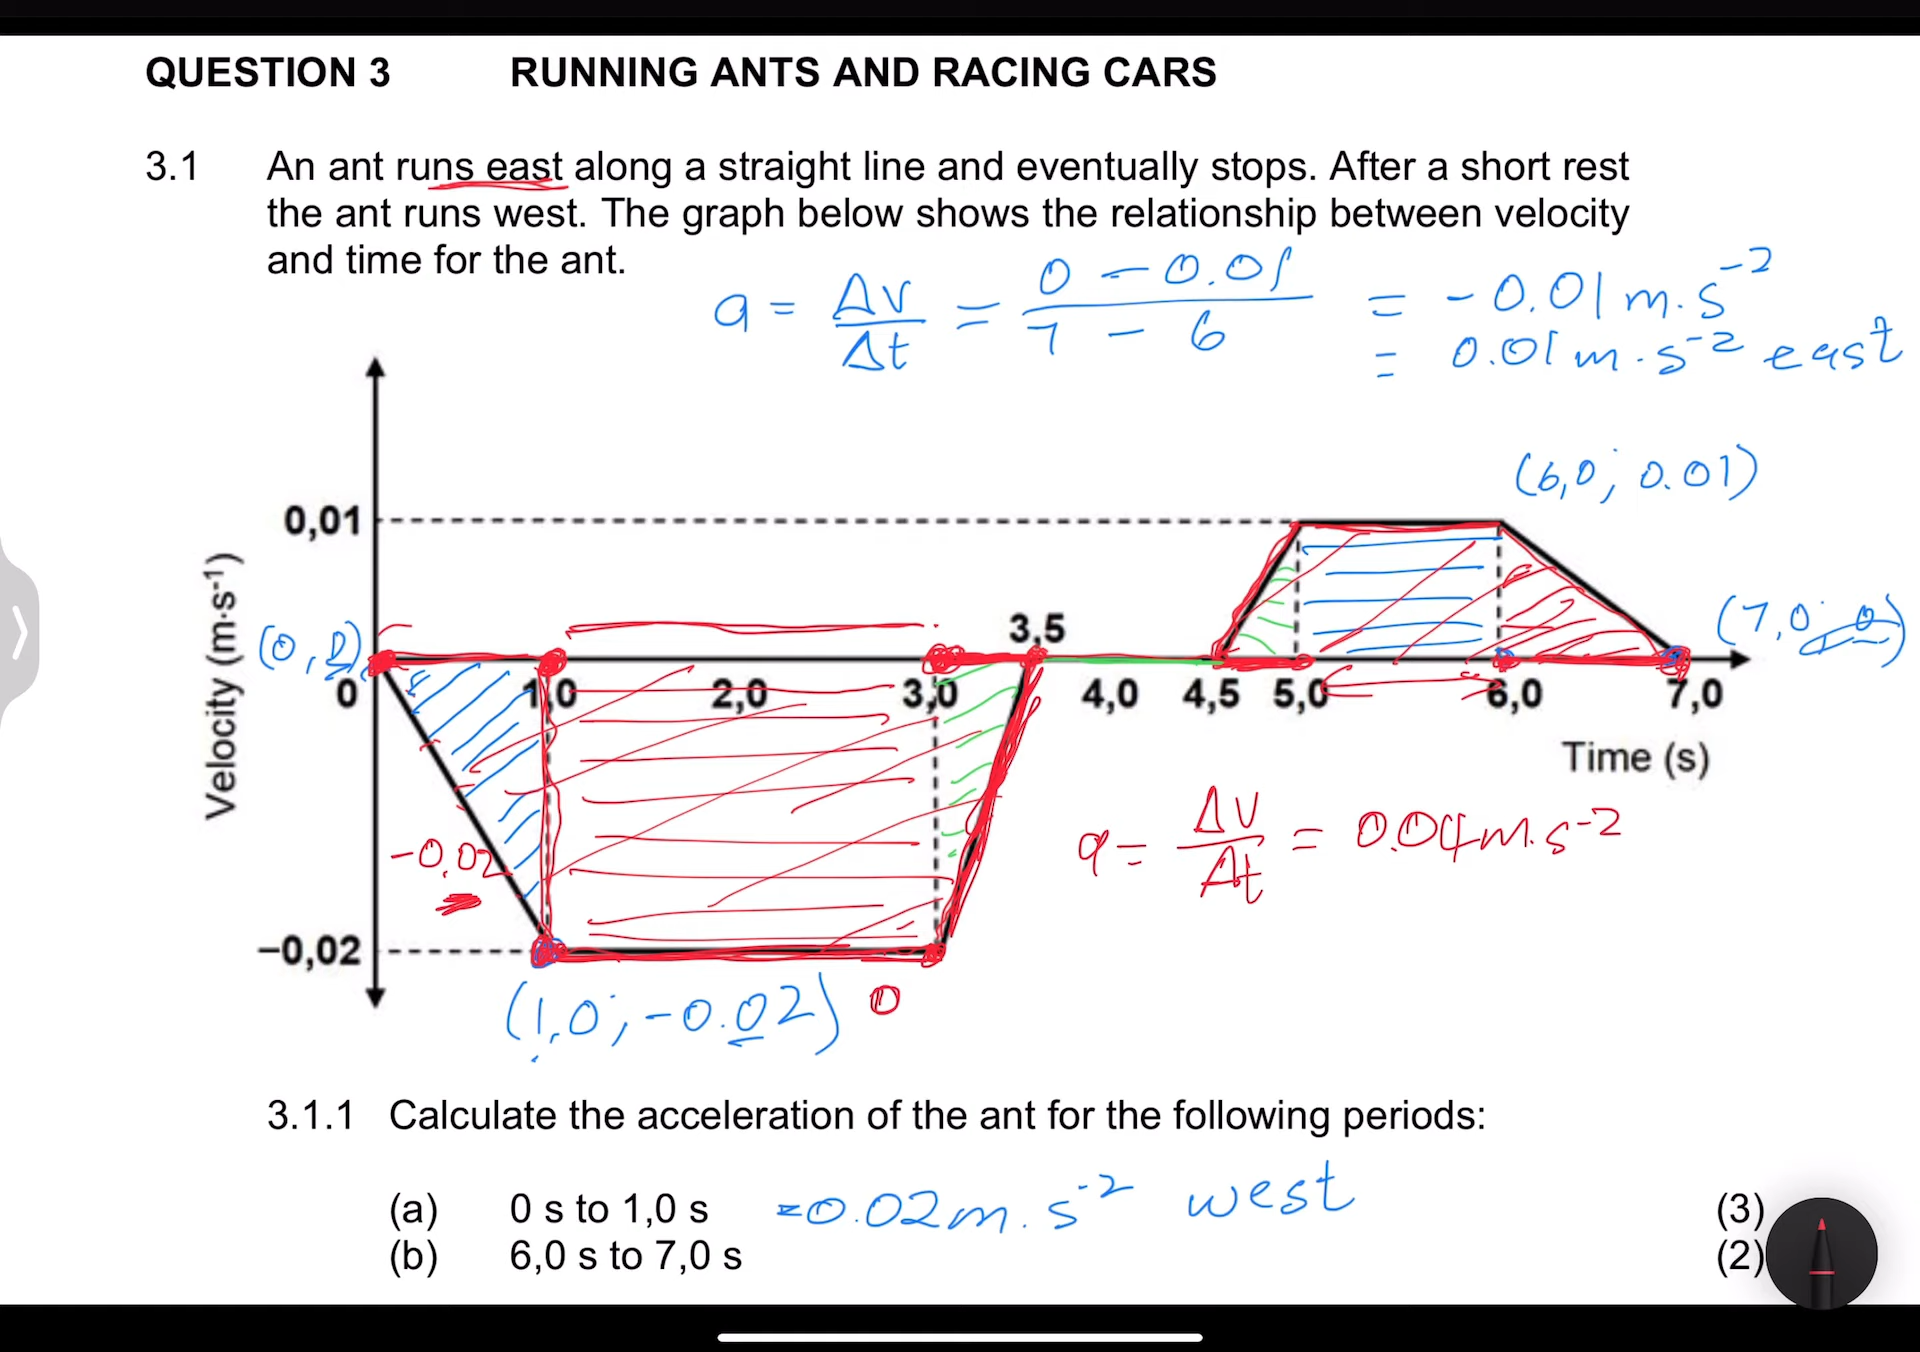 QUESTION 3 RUNNING ANTS AND RACING CARS
3.1 An ant runs east along a straight line and eventually stops. After a short rest
the ant runs west. The graph below shows the relationship between velocity
and time for the ant.
a = Δv/Δt = 0 - 0.01 / 7 - 6 = -0.01 m.s⁻²
= 0.01 m.s⁻² east
(6,0; 0.01)
0,01
Velocity (m·s⁻¹)
(0, 0)
3,5
(7,0; 0)
0 1,0 2,0 3,0 4,0 4,5 5,0 6,0 7,0
Time (s)
a = Δv/Δt = 0.04 m.s⁻²
-0.02
−0,02
(1,0; -0.02) 0
3.1.1 Calculate the acceleration of the ant for the following periods:
(a) 0 s to 1,0 s =0.02m.s⁻² west (3)
(b) 6,0 s to 7,0 s (2)